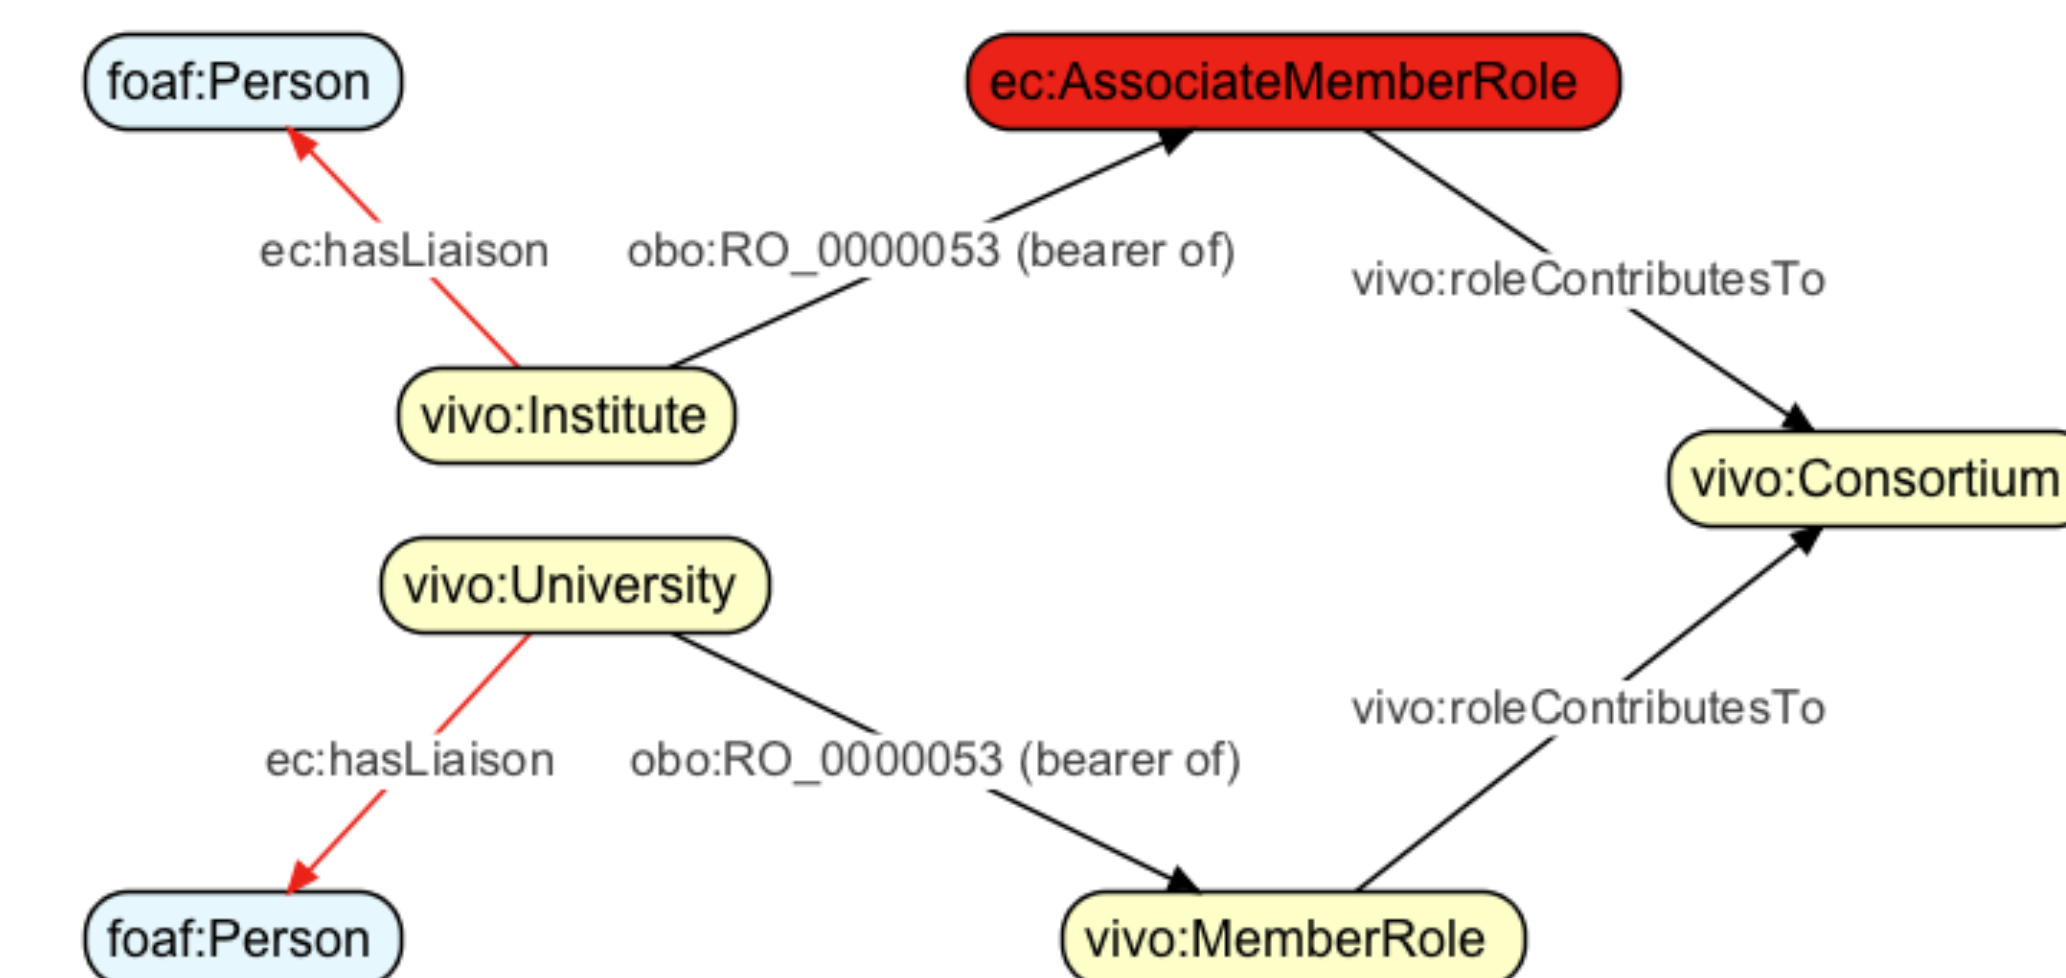 foaf:Person
ec:AssociateMemberRole
ec:hasLiaison
obo:RO_0000053 (bearer of)
vivo:roleContributesTo
vivo:Institute
vivo:Consortium
vivo:University
vivo:roleContributesTo
ec:hasLiaison
obo:RO_0000053 (bearer of)
foaf:Person
vivo:MemberRole